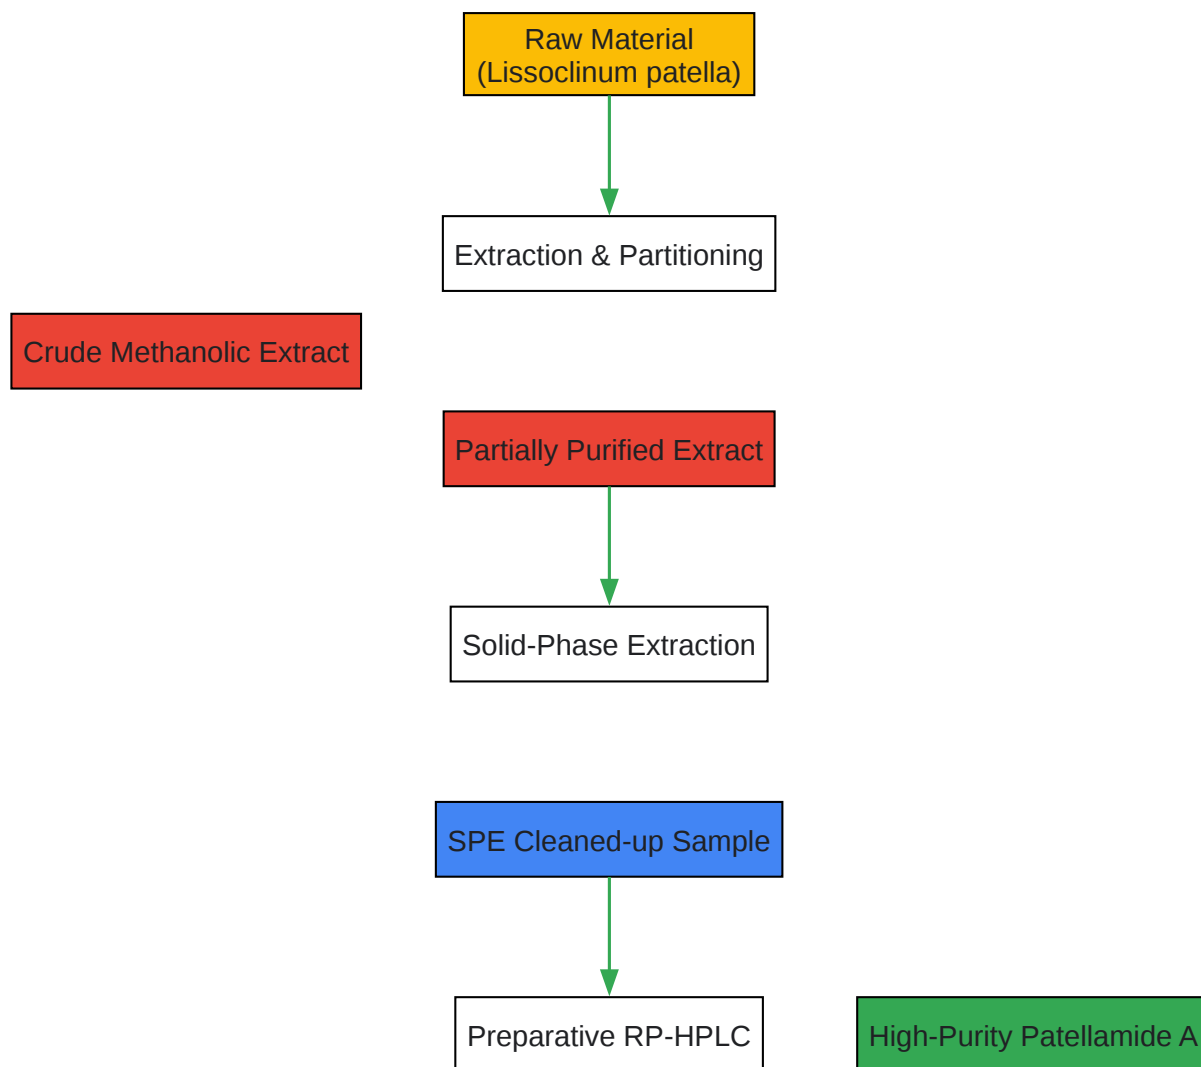 Raw Material
(Lissoclinum patella)
Extraction & Partitioning
Crude Methanolic Extract
Partially Purified Extract
Solid-Phase Extraction
SPE Cleaned-up Sample
Preparative RP-HPLC
High-Purity Patellamide A